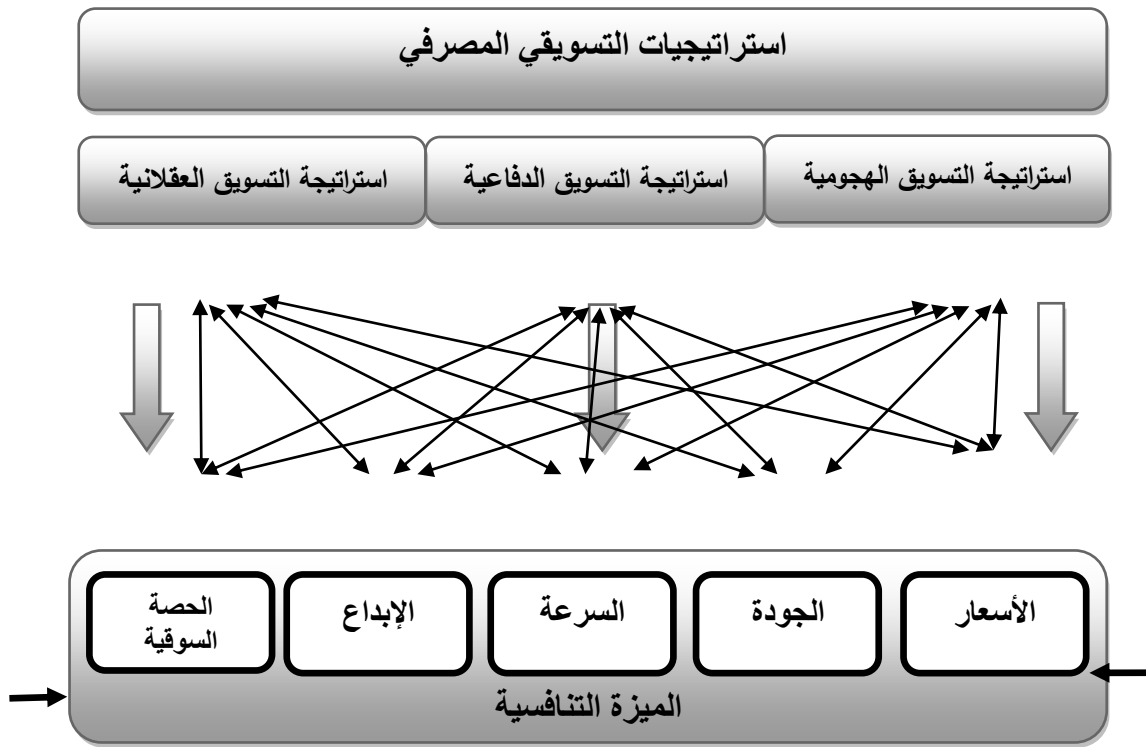 استراتيجيات التسويقي المصرفي
استراتيجة التسويق الهجومية
استراتيجة التسويق الدفاعية
استراتيجة التسويق العقلانية
الأسعار
الجودة
السرعة
الإبداع
الحصة
السوقية
الميزة التنافسية